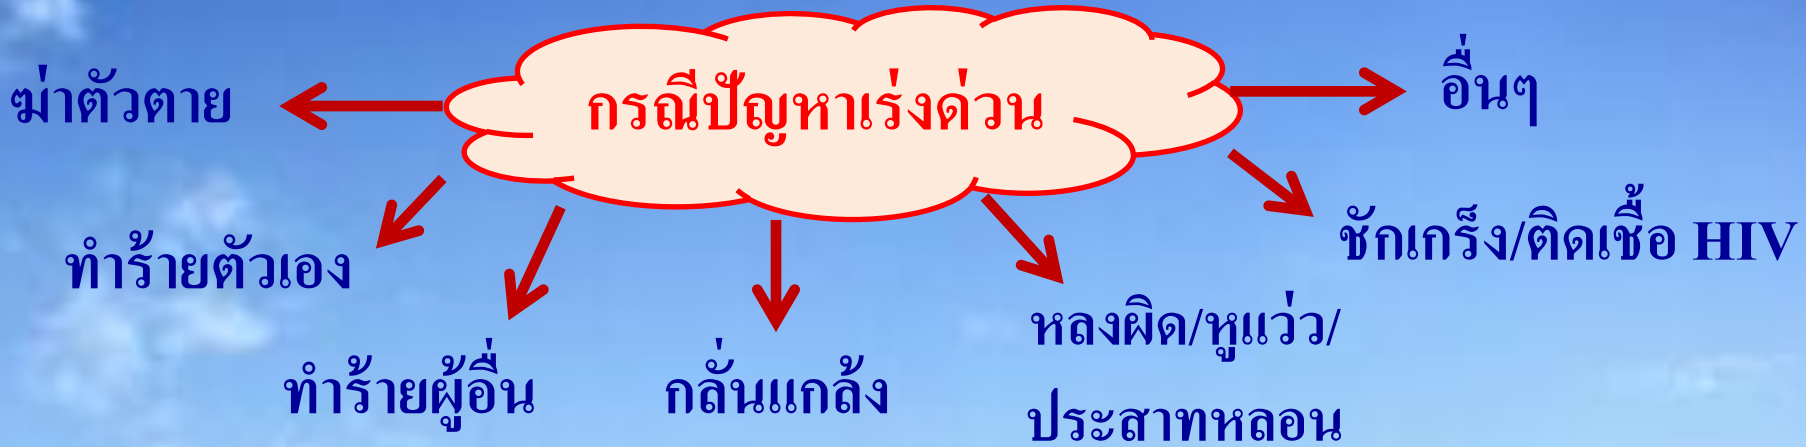 กรณีปัญหาเร่งด่วน
ฆ่าตัวตาย
ทำร้ายตัวเอง
ทำร้ายผู้อื่น
กลั่นแกล้ง
หลงผิด/หูแว่ว/
ประสาทหลอน
ชักเกร็ง/ติดเชื้อ HIV
อื่นๆ